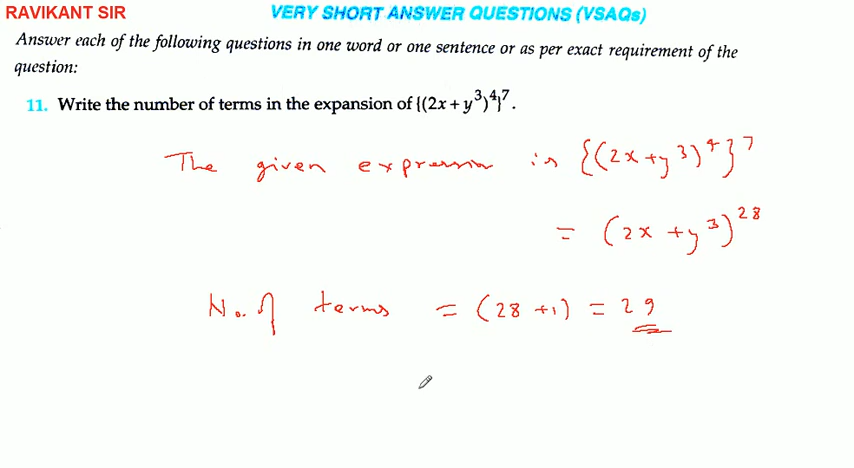 RAVIKANT SIR
VERY SHORT ANSWER QUESTIONS (VSAQs)
Answer each of the following questions in one word or one sentence or as per exact requirement of the
question:
11. Write the number of terms in the expansion of {(2x + y³)⁴}⁷.
The given expression is {(2x + y³)⁴}⁷
= (2x + y³)²⁸
No. of terms = (28 + 1) = 29